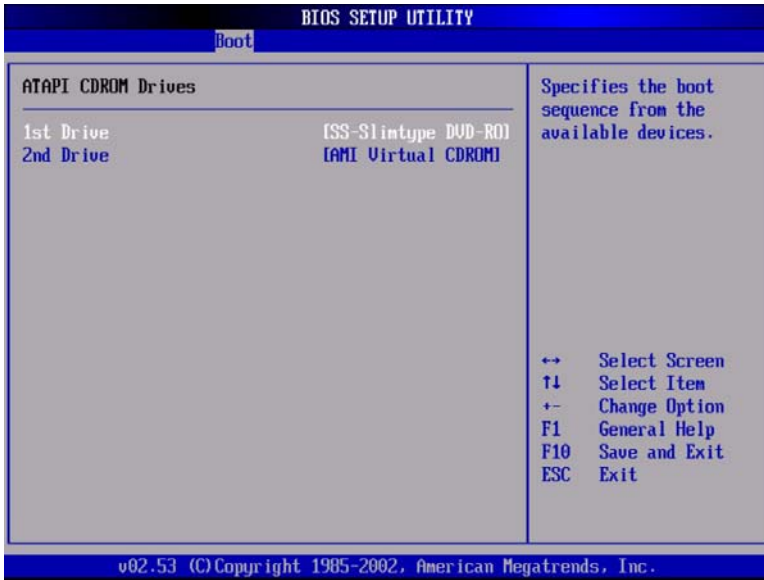 BIOS SETUP UTILITY
Boot
ATAPI CDROM Drives
1st Drive [SS-Slimtype DVD-RO]
2nd Drive [AMI Virtual CDROM]
Specifies the boot
sequence from the
available devices.
↔ Select Screen
↑↓ Select Item
+- Change Option
F1 General Help
F10 Save and Exit
ESC Exit
v02.53 (C)Copyright 1985-2002, American Megatrends, Inc.